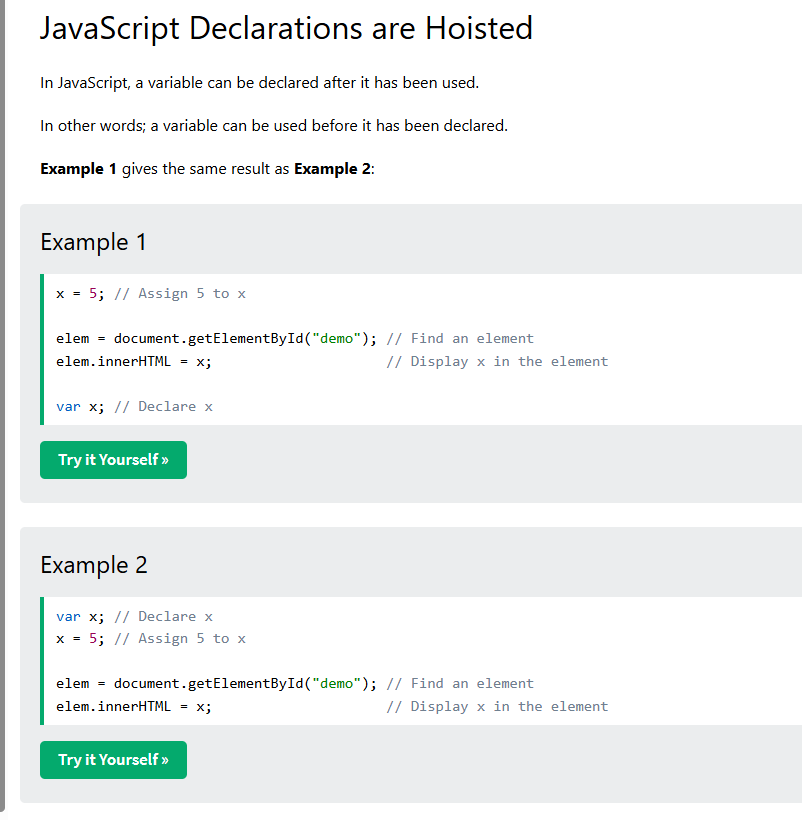 JavaScript Declarations are Hoisted
In JavaScript, a variable can be declared after it has been used.
In other words; a variable can be used before it has been declared.
Example 1 gives the same result as Example 2:
Example 1
x = 5; // Assign 5 to x
elem = document.getElementById("demo"); // Find an element
elem.innerHTML = x;                     // Display x in the element
var x; // Declare x
Try it Yourself »
Example 2
var x; // Declare x
x = 5; // Assign 5 to x
elem = document.getElementById("demo"); // Find an element
elem.innerHTML = x;                     // Display x in the element
Try it Yourself »